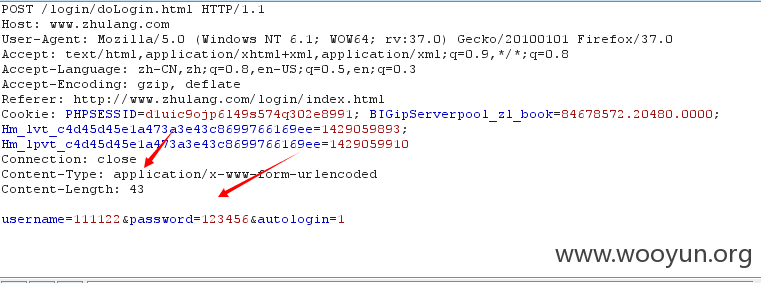 POST /login/doLogin.html HTTP/1.1
Host: www.zhulang.com
User-Agent: Mozilla/5.0 (Windows NT 6.1; WOW64; rv:37.0) Gecko/20100101 Firefox/37.0
Accept: text/html,application/xhtml+xml,application/xml;q=0.9,*/*;q=0.8
Accept-Language: zh-CN,zh;q=0.8,en-US;q=0.5,en;q=0.3
Accept-Encoding: gzip, deflate
Referer: http://www.zhulang.com/login/index.html
Cookie: PHPSESSID=d1uic9ojp6149s574q302e8991; BIGipServerpool_zl_book=84678572.20480.0000;
Hm_lvt_c4d45d45e1a473a3e43c8699766169ee=1429059893;
Hm_lpvt_c4d45d45e1a473a3e43c8699766169ee=1429059910
Connection: close
Content-Type: application/x-www-form-urlencoded
Content-Length: 43
username=111122&password=123456&autologin=1
www.wooyun.org